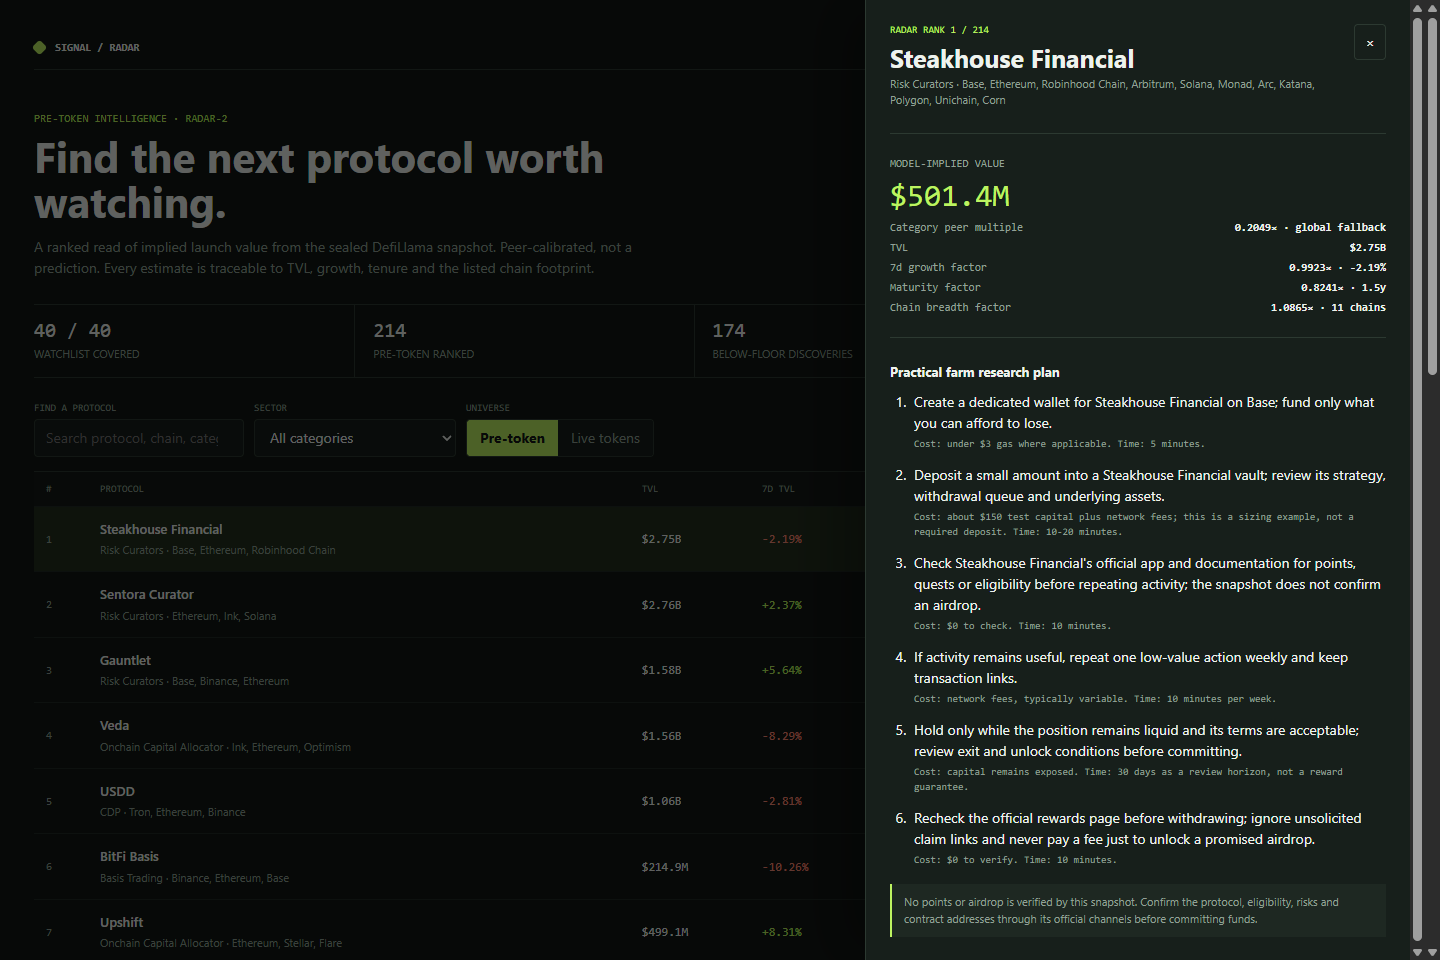 SIGNAL / RADAR
PRE-TOKEN INTELLIGENCE · RADAR-2
Find the next protocol worth
watching.
A ranked read of implied launch value from the sealed DefiLlama snapshot. Peer-calibrated, not a
prediction. Every estimate is traceable to TVL, growth, tenure and the listed chain footprint.
40 / 40
WATCHLIST COVERED
214
PRE-TOKEN RANKED
174
BELOW-FLOOR DISCOVERIES
FIND A PROTOCOL
SECTOR
UNIVERSE
Search protocol, chain, cate
All categories
Pre-token
Live tokens
# PROTOCOL TVL 7D TVL
1 Steakhouse Financial $2.75B -2.19%
Risk Curators · Base, Ethereum, Robinhood Chain
2 Sentora Curator $2.76B +2.37%
Risk Curators · Ethereum, Ink, Solana
3 Gauntlet $1.58B +5.64%
Risk Curators · Base, Binance, Ethereum
4 Veda $1.56B -8.29%
Onchain Capital Allocator · Ink, Ethereum, Optimism
5 USDD $1.06B -2.81%
CDP · Tron, Ethereum, Binance
6 BitFi Basis $214.9M -10.26%
Basis Trading · Binance, Ethereum, Base
7 Upshift $499.1M +8.31%
Onchain Capital Allocator · Ethereum, Stellar, Flare
RADAR RANK 1 / 214
×
Steakhouse Financial
Risk Curators · Base, Ethereum, Robinhood Chain, Arbitrum, Solana, Monad, Arc, Katana,
Polygon, Unichain, Corn
MODEL-IMPLIED VALUE
$501.4M
Category peer multiple 0.2049× · global fallback
TVL $2.75B
7d growth factor 0.9923× · -2.19%
Maturity factor 0.8241× · 1.5y
Chain breadth factor 1.0865× · 11 chains
Practical farm research plan
1. Create a dedicated wallet for Steakhouse Financial on Base; fund only what
you can afford to lose.
Cost: under $3 gas where applicable. Time: 5 minutes.
2. Deposit a small amount into a Steakhouse Financial vault; review its strategy,
withdrawal queue and underlying assets.
Cost: about $150 test capital plus network fees; this is a sizing example, not a
required deposit. Time: 10-20 minutes.
3. Check Steakhouse Financial's official app and documentation for points,
quests or eligibility before repeating activity; the snapshot does not confirm
an airdrop.
Cost: $0 to check. Time: 10 minutes.
4. If activity remains useful, repeat one low-value action weekly and keep
transaction links.
Cost: network fees, typically variable. Time: 10 minutes per week.
5. Hold only while the position remains liquid and its terms are acceptable;
review exit and unlock conditions before committing.
Cost: capital remains exposed. Time: 30 days as a review horizon, not a reward
guarantee.
6. Recheck the official rewards page before withdrawing; ignore unsolicited
claim links and never pay a fee just to unlock a promised airdrop.
Cost: $0 to verify. Time: 10 minutes.
No points or airdrop is verified by this snapshot. Confirm the protocol, eligibility, risks and
contract addresses through its official channels before committing funds.